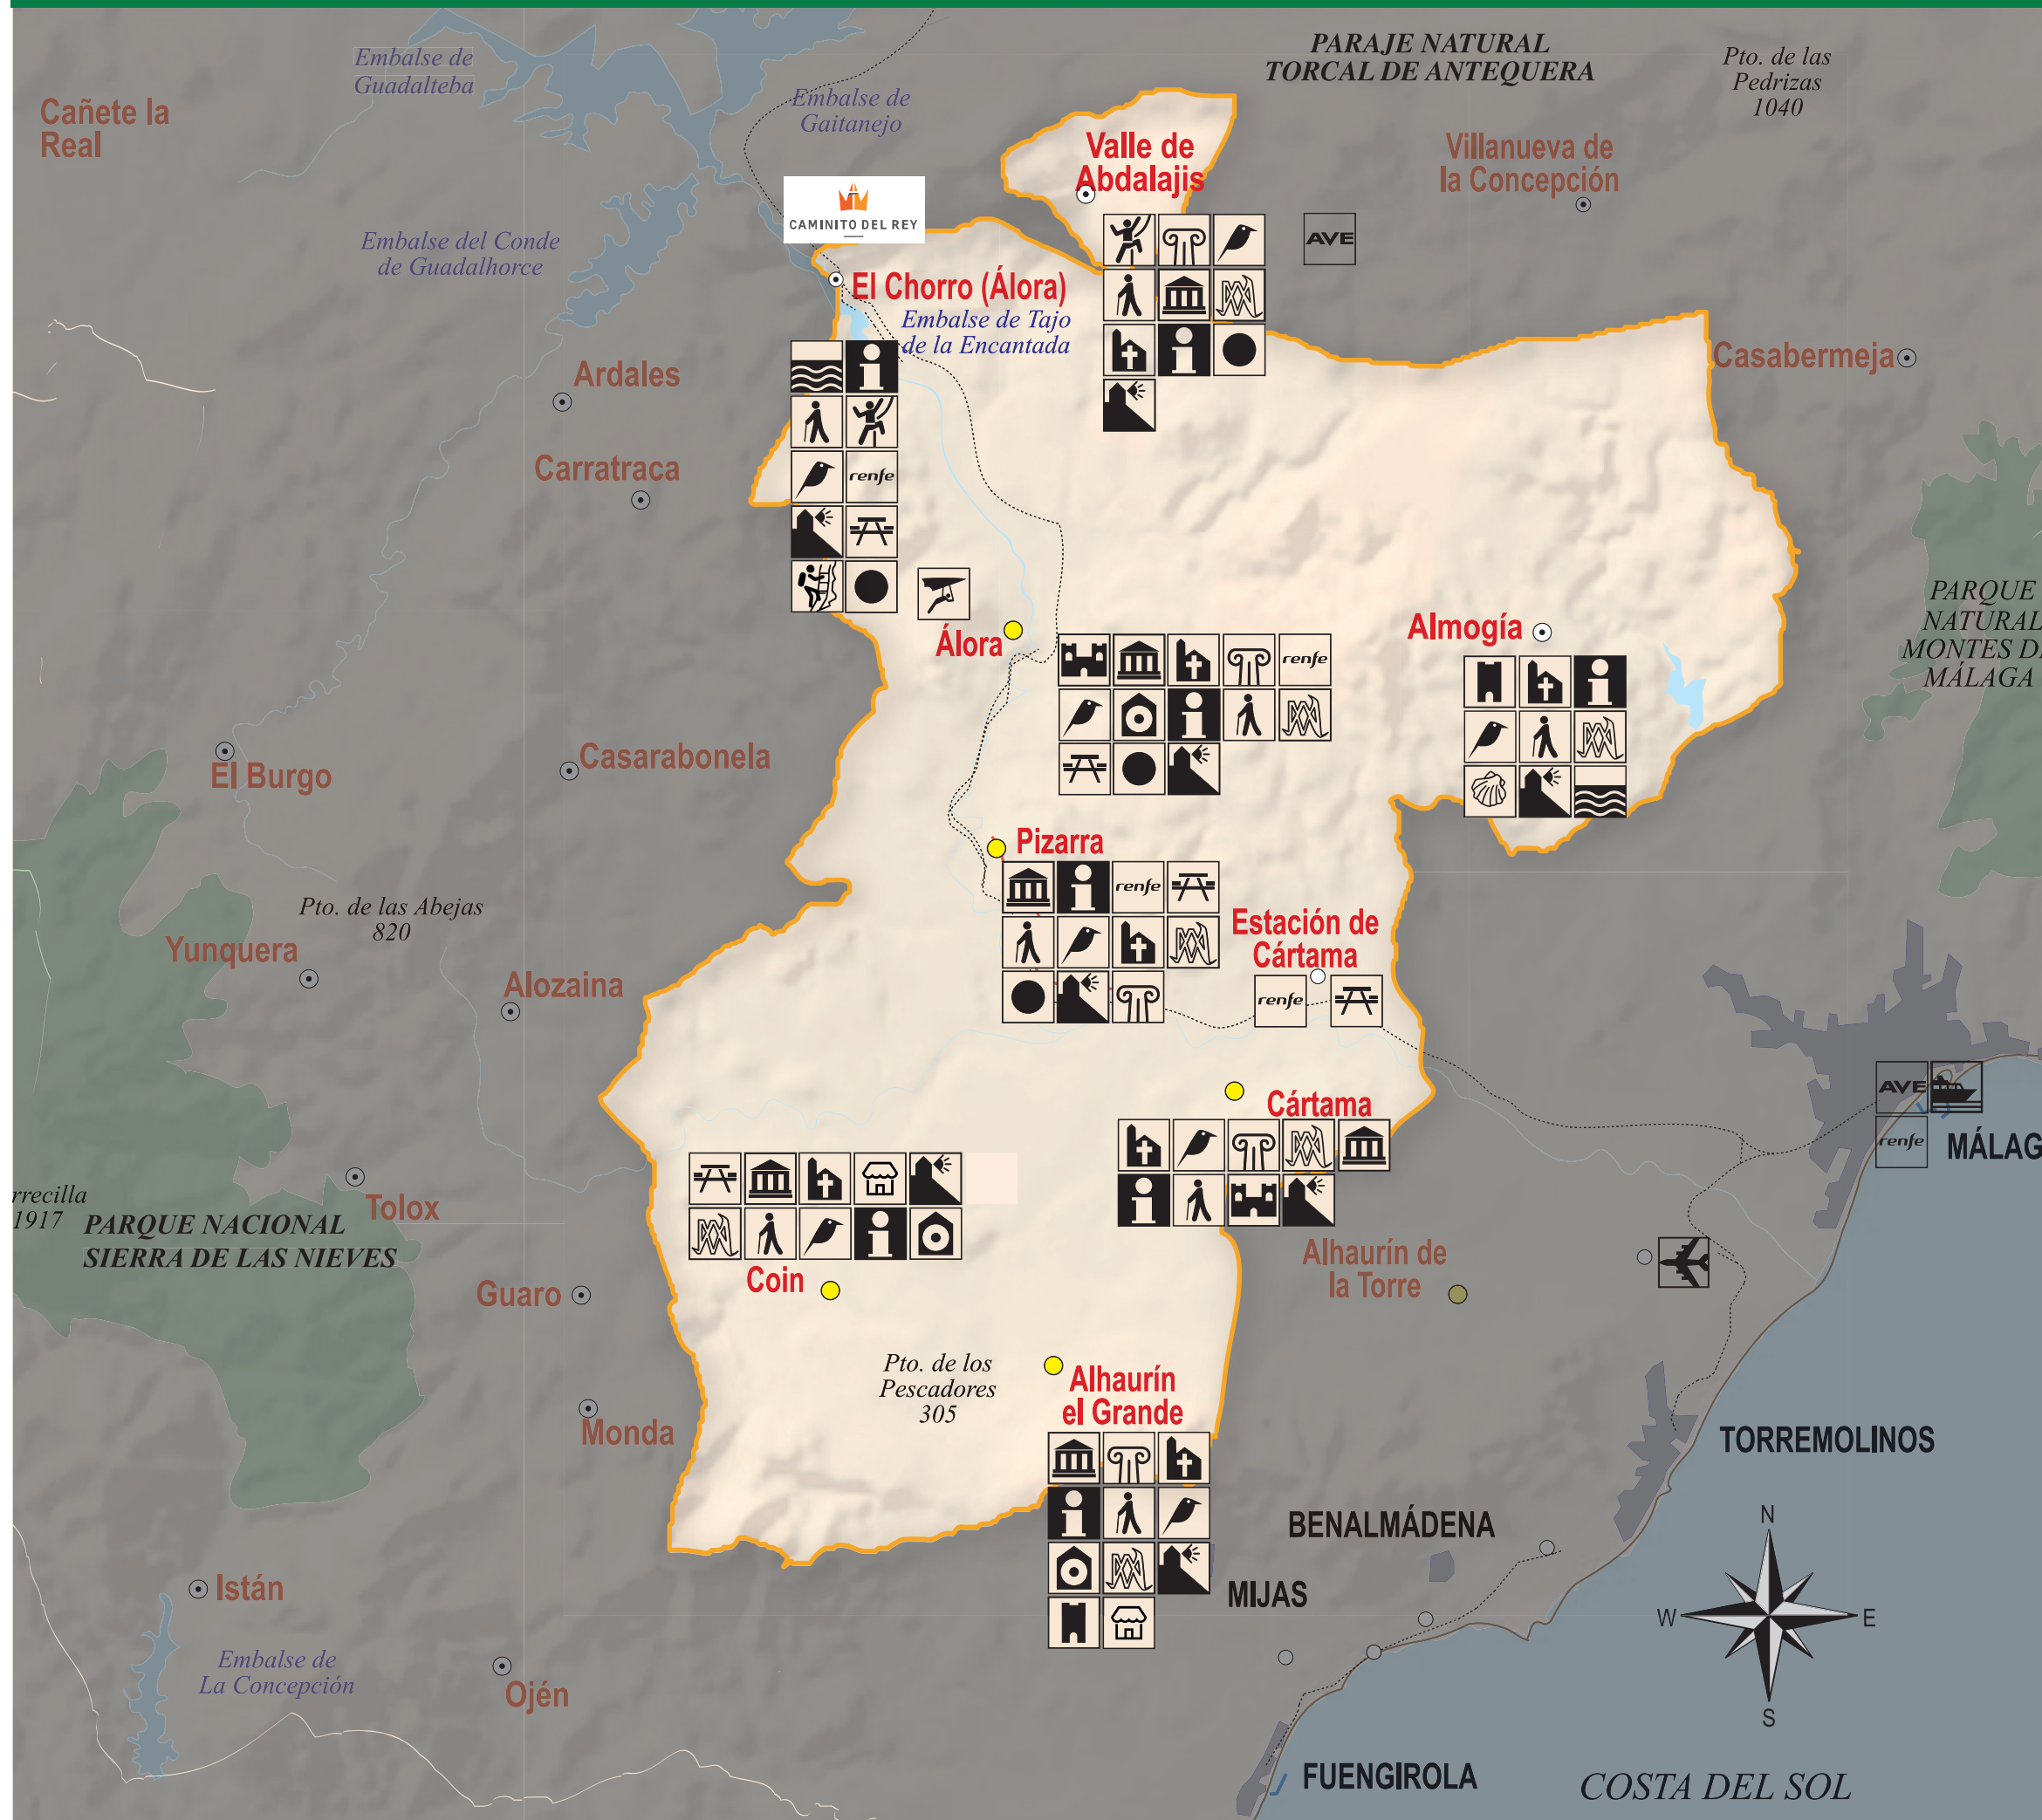 PARAJE NATURAL
TORCAL DE ANTEQUERA
Pto. de las
Pedrizas
1040
Embalse de
Guadalteba
Embalse de
Gaitanejo
Cañete la
Real
Valle de
Abdalajis
Villanueva de
la Concepción
CAMINITO DEL REY
AVE
Embalse del Conde
de Guadalhorce
El Chorro (Álora)
Embalse de Tajo
de la Encantada
Casabermeja
Ardales
Carratraca
renfe
PARQUE
NATURAL
MONTES DE
MÁLAGA
Álora
renfe
Almogía
El Burgo
Casarabonela
Pizarra
renfe
Pto. de las Abejas
820
Estación de
Cártama
renfe
Yunquera
Alozaina
AVE
renfe
MÁLAG
Cártama
rrecilla
1917
PARQUE NACIONAL
SIERRA DE LAS NIEVES
Tolox
Guaro
Coin
Alhaurín de
la Torre
Pto. de los
Pescadores
305
Alhaurín
el Grande
Monda
TORREMOLINOS
BENALMÁDENA
MIJAS
N
W
E
S
Istán
Embalse de
La Concepción
Ojén
FUENGIROLA
COSTA DEL SOL